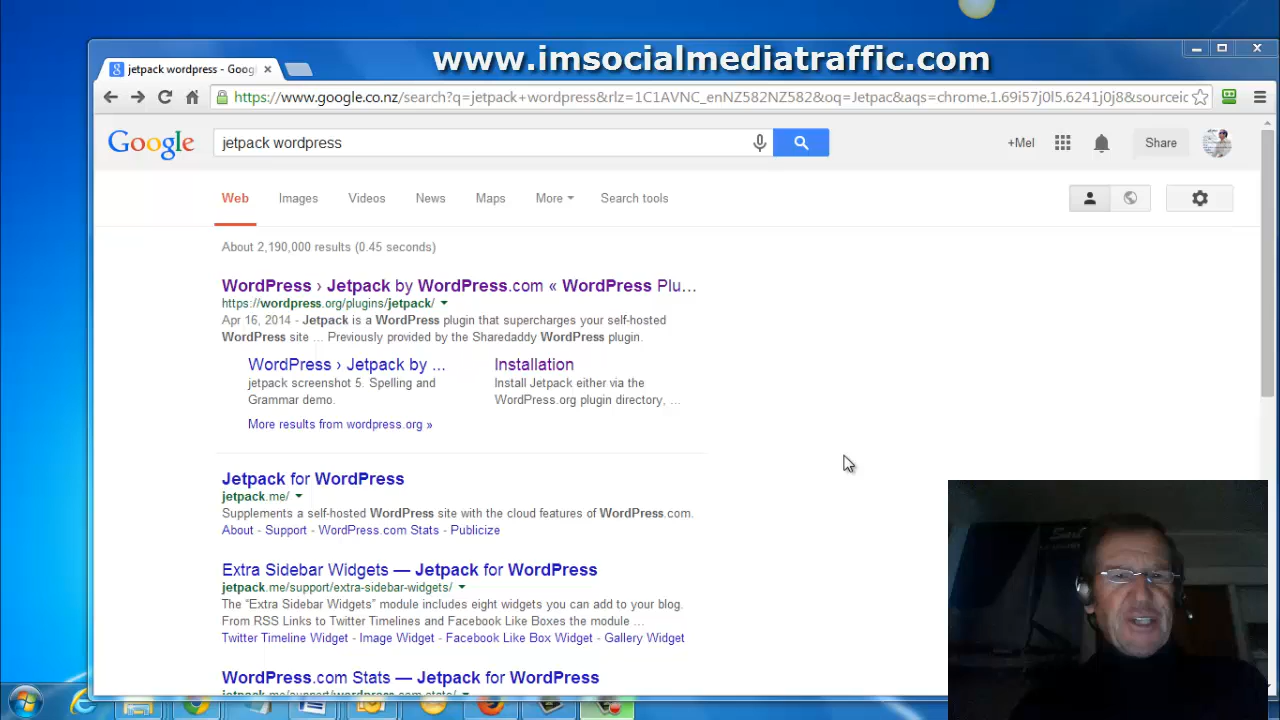 www.imsocialmediatraffic.com
jetpack wordpress - Goog
https://www.google.co.nz/search?q=jetpack+wordpress&rlz=1C1AVNC_enNZ582NZ582&oq=Jetpac&aqs=chrome.1.69i57j0l5.6241j0j8&sourceic
Google
jetpack wordpress
+Mel
Share
Web Images Videos News Maps More Search tools
About 2,190,000 results (0.45 seconds)
WordPress › Jetpack by WordPress.com « WordPress Plu...
https://wordpress.org/plugins/jetpack/
Apr 16, 2014 - Jetpack is a WordPress plugin that supercharges your self-hosted
WordPress site ... Previously provided by the Sharedaddy WordPress plugin.
WordPress › Jetpack by ...
jetpack screenshot 5. Spelling and
Grammar demo.
Installation
Install Jetpack either via the
WordPress.org plugin directory, ...
More results from wordpress.org »
Jetpack for WordPress
jetpack.me/
Supplements a self-hosted WordPress site with the cloud features of WordPress.com.
About - Support - WordPress.com Stats - Publicize
Extra Sidebar Widgets — Jetpack for WordPress
jetpack.me/support/extra-sidebar-widgets/
The “Extra Sidebar Widgets” module includes eight widgets you can add to your blog.
From RSS Links to Twitter Timelines and Facebook Like Boxes the module ...
Twitter Timeline Widget - Image Widget - Facebook Like Box Widget - Gallery Widget
WordPress.com Stats — Jetpack for WordPress
jetpack.me/support/wordpress-com-stats/